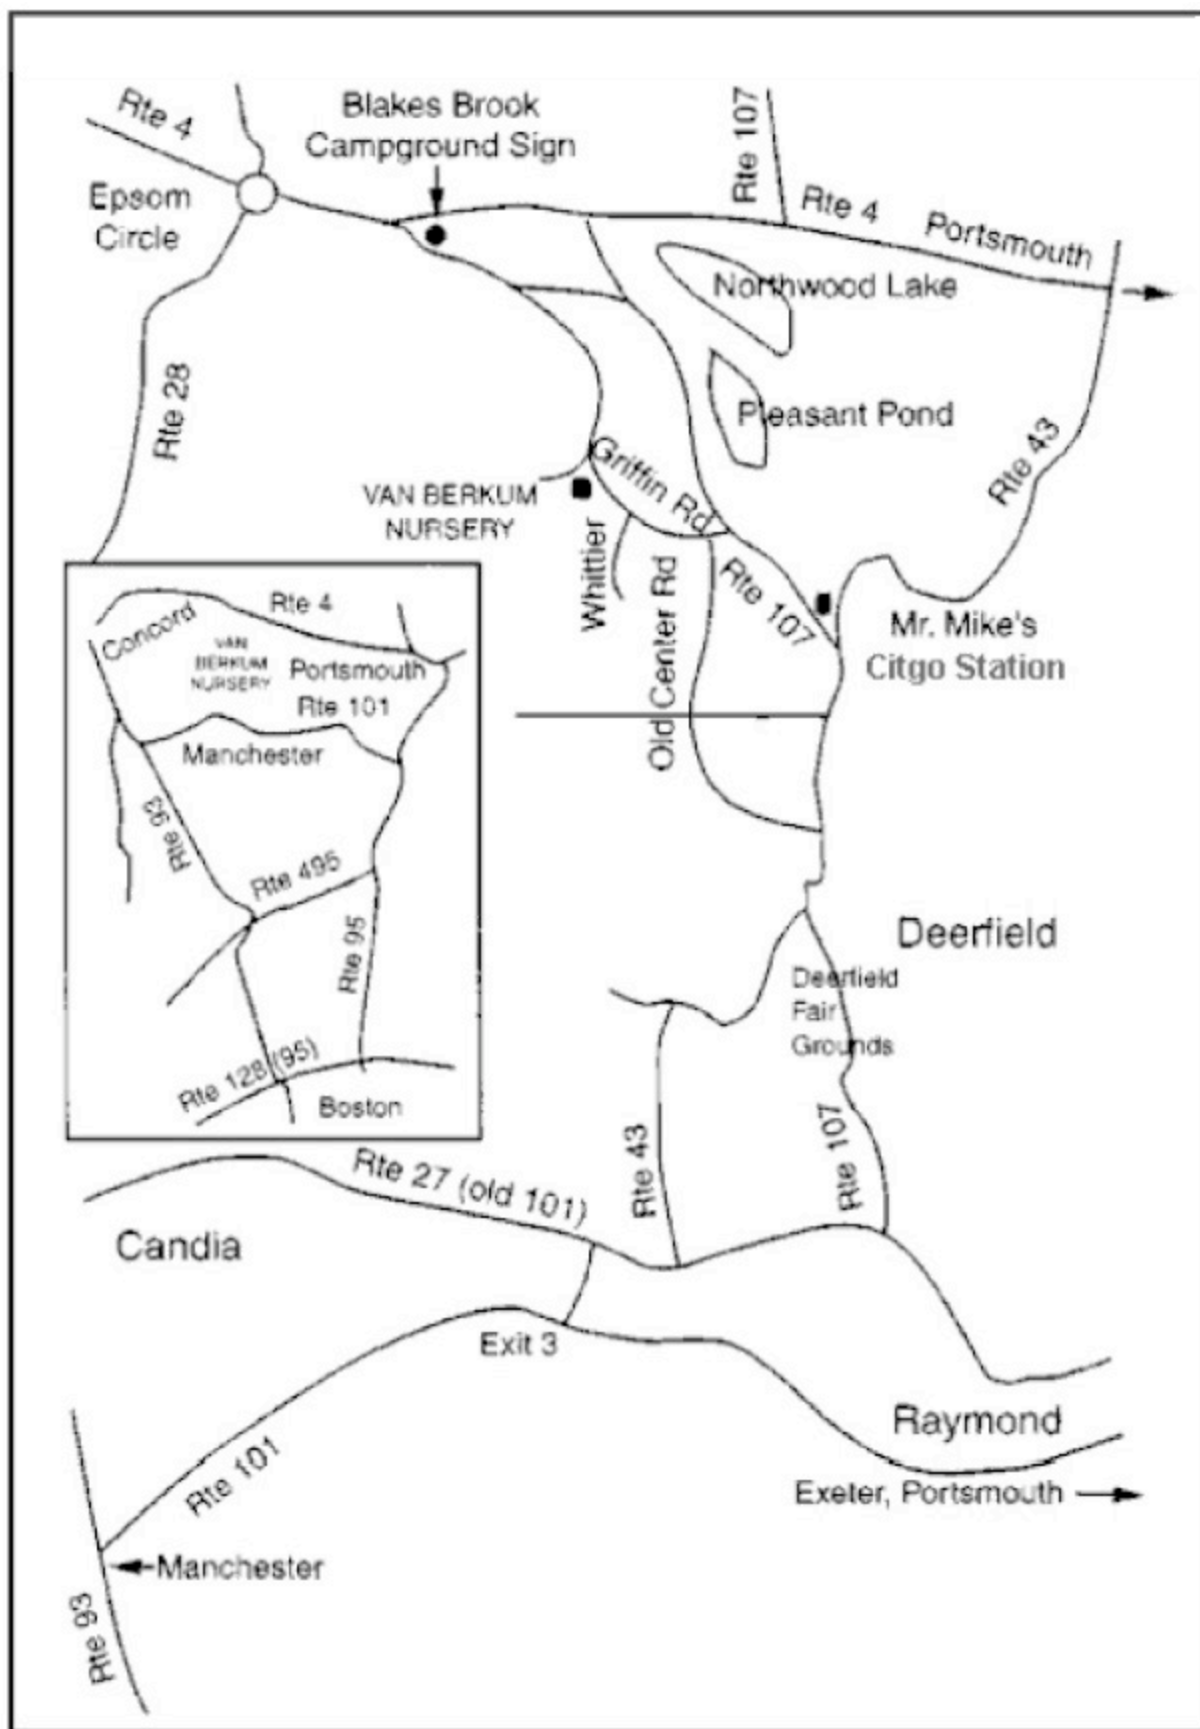 Rte 4
Blakes Brook
Campground Sign
Rte 107
Epsom
Circle
Rte 4
Portsmouth
Northwood Lake
Rte 28
Pleasant Pond
Rte 43
Griffin Rd
VAN BERKUM
NURSERY
Whittier
Old Center Rd
Rte 107
Mr. Mike's
Citgo Station
Concord
Rte 4
VAN
BERKUM
NURSERY
Portsmouth
Rte 101
Manchester
Rte 93
Rte 495
Rte 95
Rte 128 (95)
Boston
Deerfield
Deerfield
Fair
Grounds
Rte 43
Rte 107
Rte 27 (old 101)
Candia
Exit 3
Raymond
Rte 101
Exeter, Portsmouth
Manchester
Rte 93